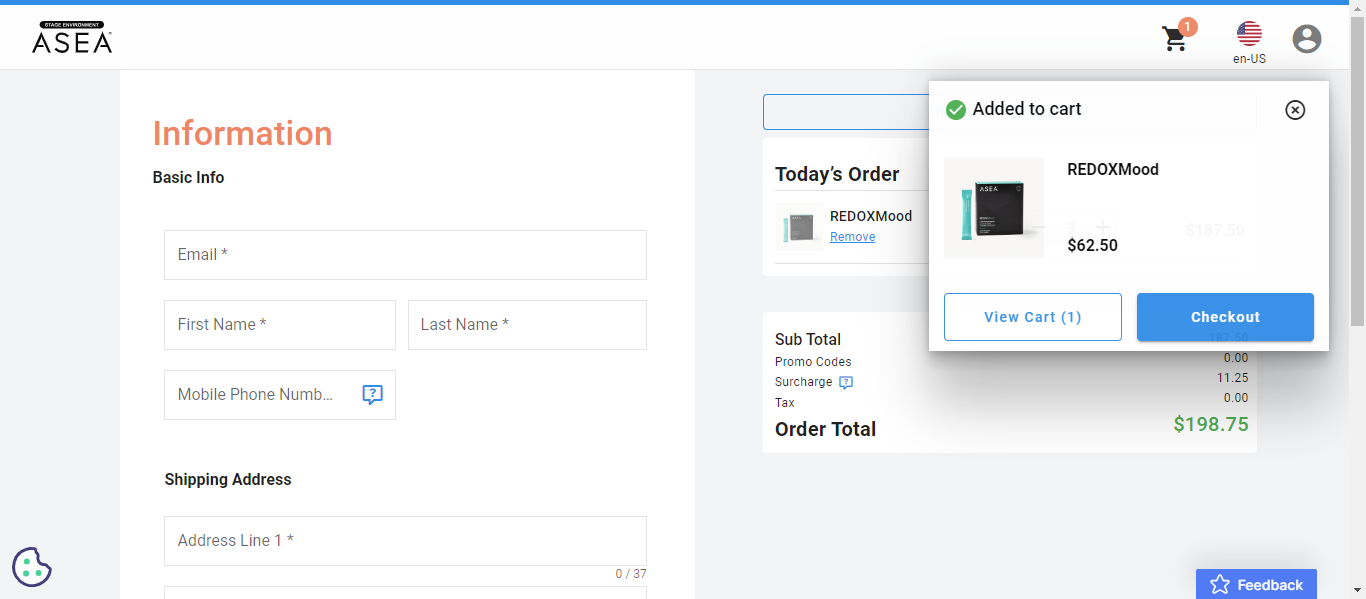 STAGE ENVIRONMENT
ASEA
1
en-US
Information
Basic Info
Email *
First Name *
Last Name *
Mobile Phone Numb...
?
Shipping Address
Address Line 1 *
0 / 37
Today's Order
REDOXMood
Remove
3
$187.50
Sub Total
187.50
Promo Codes
0.00
Surcharge ?
11.25
Tax
0.00
Order Total
$198.75
Added to cart
ASEA
REDOXMood
$62.50
View Cart (1)
Checkout
Feedback